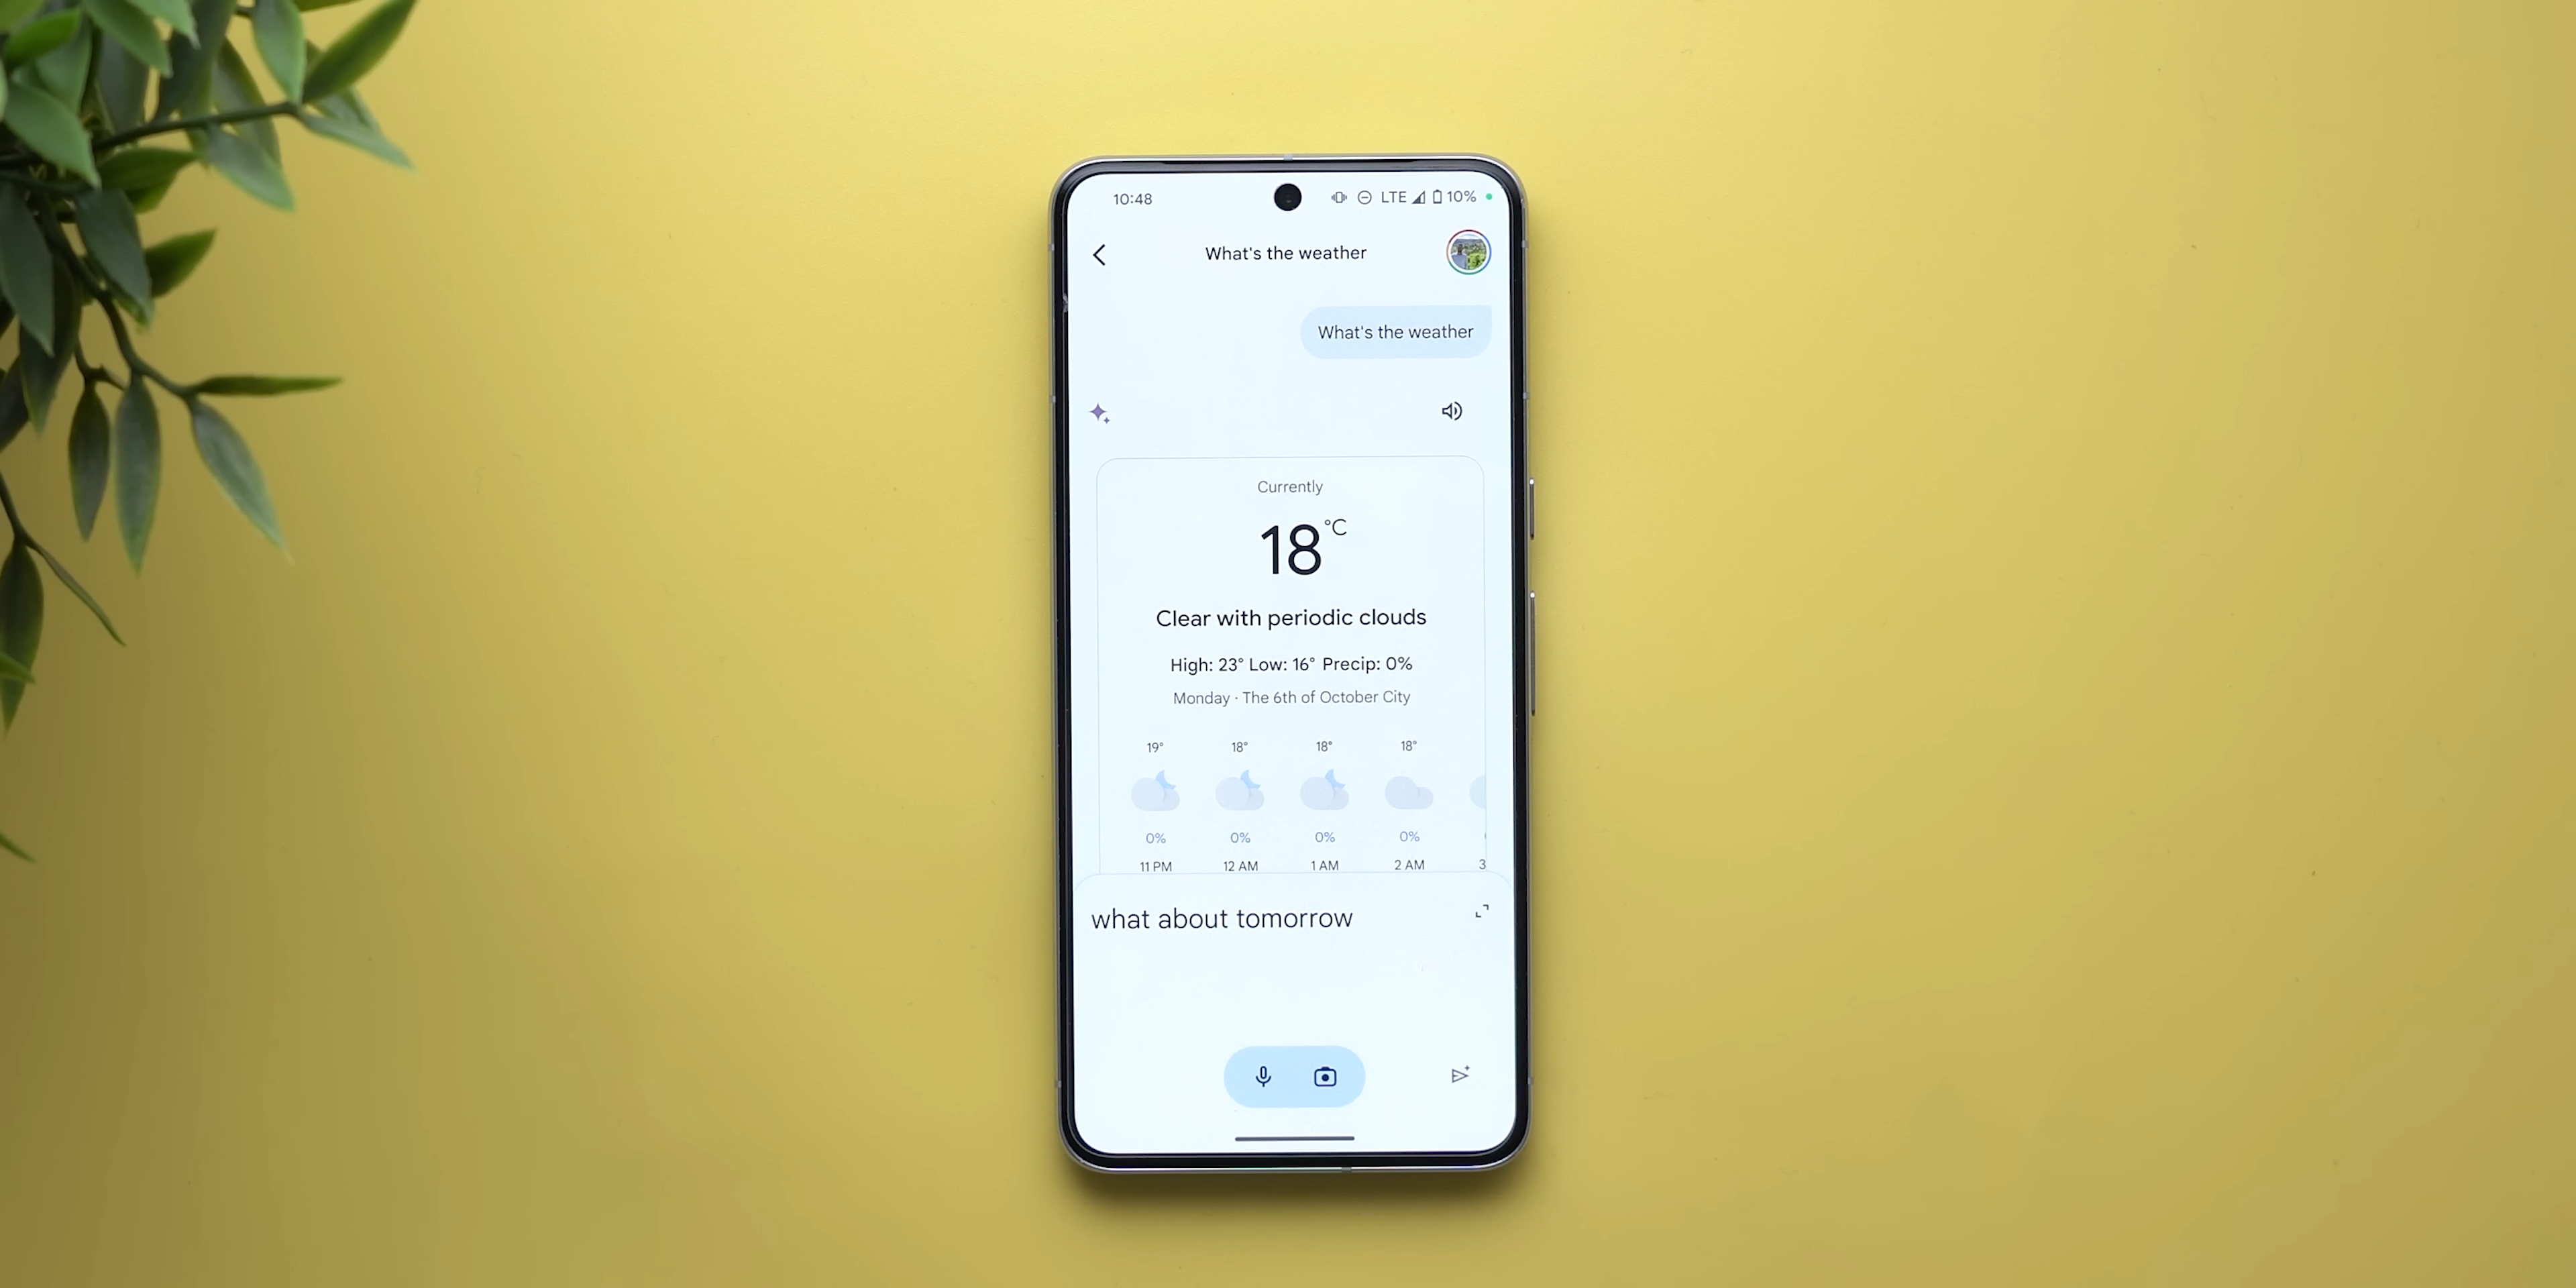 10:48 LTE 10%
What's the weather
What's the weather
Currently
18 °C
Clear with periodic clouds
High: 23° Low: 16° Precip: 0%
Monday · The 6th of October City
19° 18° 18° 18°
0% 0% 0% 0%
11 PM 12 AM 1 AM 2 AM 3
what about tomorrow